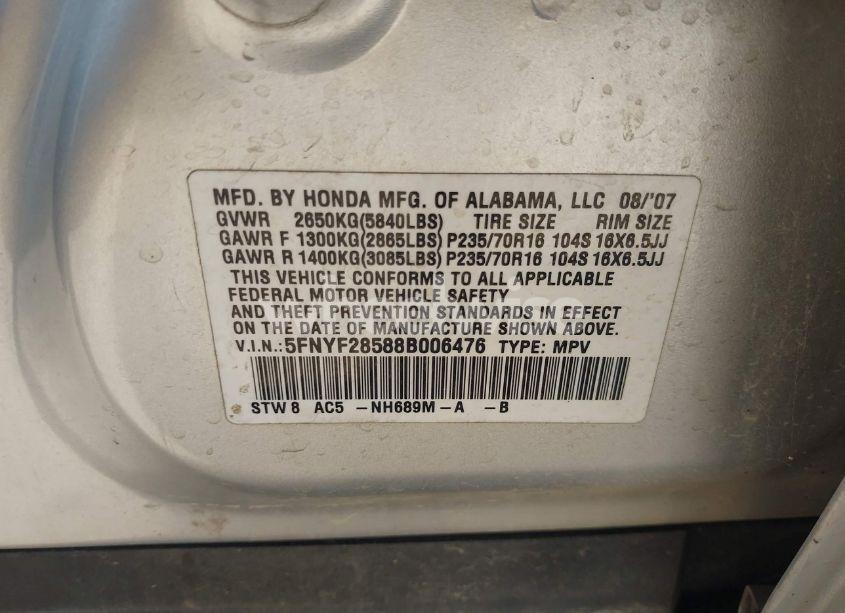 MFD. BY HONDA MFG. OF ALABAMA, LLC 08/'07
GVWR 2650KG(5840LBS) TIRE SIZE RIM SIZE
GAWR F 1300KG(2865LBS) P235/70R16 104S 16X6.5JJ
GAWR R 1400KG(3085LBS) P235/70R16 104S 16X6.5JJ
THIS VEHICLE CONFORMS TO ALL APPLICABLE
FEDERAL MOTOR VEHICLE SAFETY
AND THEFT PREVENTION STANDARDS IN EFFECT
ON THE DATE OF MANUFACTURE SHOWN ABOVE.
V.I.N.:5FNYF28588B006476 TYPE: MPV
STW8 AC5 -NH689M-A -B